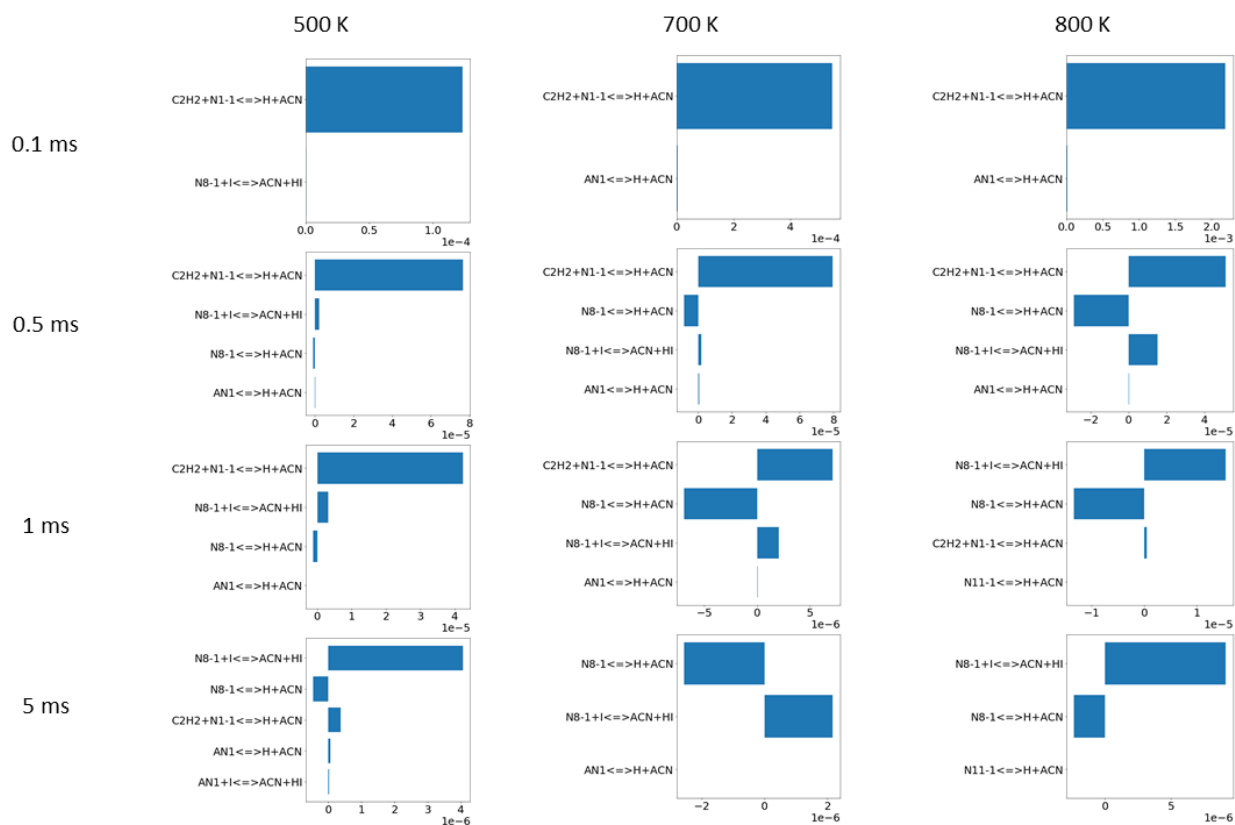 500 K
700 K
800 K
0.1 ms
C2H2+N1-1<=>H+ACN
N8-1+I<=>ACN+HI
0.0 0.5 1.0
1e-4
C2H2+N1-1<=>H+ACN
AN1<=>H+ACN
0 2 4
1e-4
C2H2+N1-1<=>H+ACN
AN1<=>H+ACN
0.0 0.5 1.0 1.5 2.0
1e-3
0.5 ms
C2H2+N1-1<=>H+ACN
N8-1+I<=>ACN+HI
N8-1<=>H+ACN
AN1<=>H+ACN
0 2 4 6 8
1e-5
C2H2+N1-1<=>H+ACN
N8-1<=>H+ACN
N8-1+I<=>ACN+HI
AN1<=>H+ACN
0 2 4 6 8
1e-5
C2H2+N1-1<=>H+ACN
N8-1<=>H+ACN
N8-1+I<=>ACN+HI
AN1<=>H+ACN
−2 0 2 4
1e-5
1 ms
C2H2+N1-1<=>H+ACN
N8-1+I<=>ACN+HI
N8-1<=>H+ACN
AN1<=>H+ACN
0 1 2 3 4
1e-5
C2H2+N1-1<=>H+ACN
N8-1<=>H+ACN
N8-1+I<=>ACN+HI
AN1<=>H+ACN
−5 0 5
1e-6
N8-1+I<=>ACN+HI
N8-1<=>H+ACN
C2H2+N1-1<=>H+ACN
N11-1<=>H+ACN
−1 0 1
1e-5
5 ms
N8-1+I<=>ACN+HI
N8-1<=>H+ACN
C2H2+N1-1<=>H+ACN
AN1<=>H+ACN
AN1+I<=>ACN+HI
0 1 2 3 4
1e-6
N8-1<=>H+ACN
N8-1+I<=>ACN+HI
AN1<=>H+ACN
−2 0 2
1e-6
N8-1+I<=>ACN+HI
N8-1<=>H+ACN
N11-1<=>H+ACN
0 5
1e-6